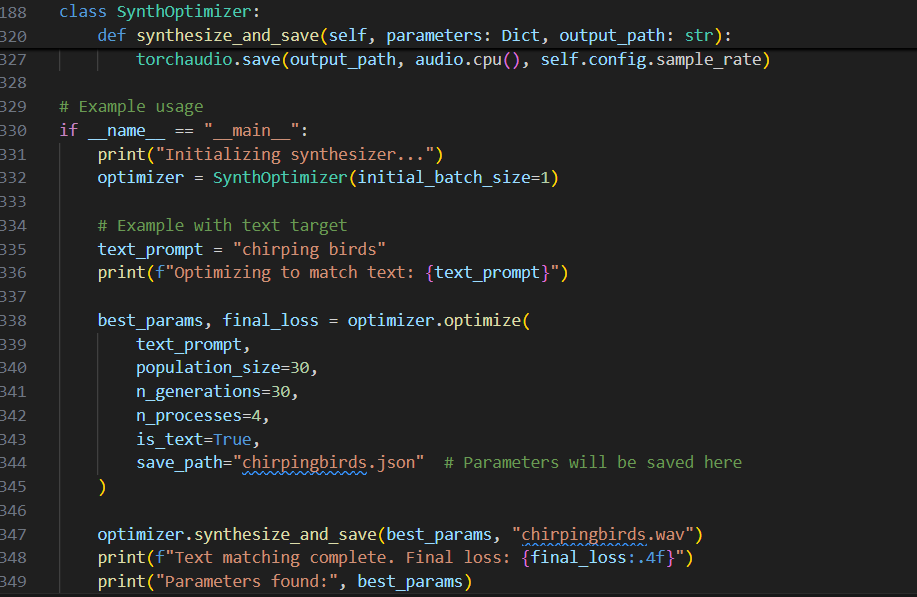 188 class SynthOptimizer:
320     def synthesize_and_save(self, parameters: Dict, output_path: str):
327         torchaudio.save(output_path, audio.cpu(), self.config.sample_rate)
328
329 # Example usage
330 if __name__ == "__main__":
331     print("Initializing synthesizer...")
332     optimizer = SynthOptimizer(initial_batch_size=1)
333
334     # Example with text target
335     text_prompt = "chirping birds"
336     print(f"Optimizing to match text: {text_prompt}")
337
338     best_params, final_loss = optimizer.optimize(
339         text_prompt,
340         population_size=30,
341         n_generations=30,
342         n_processes=4,
343         is_text=True,
344         save_path="chirpingbirds.json"  # Parameters will be saved here
345     )
346
347     optimizer.synthesize_and_save(best_params, "chirpingbirds.wav")
348     print(f"Text matching complete. Final loss: {final_loss:.4f}")
349     print("Parameters found:", best_params)